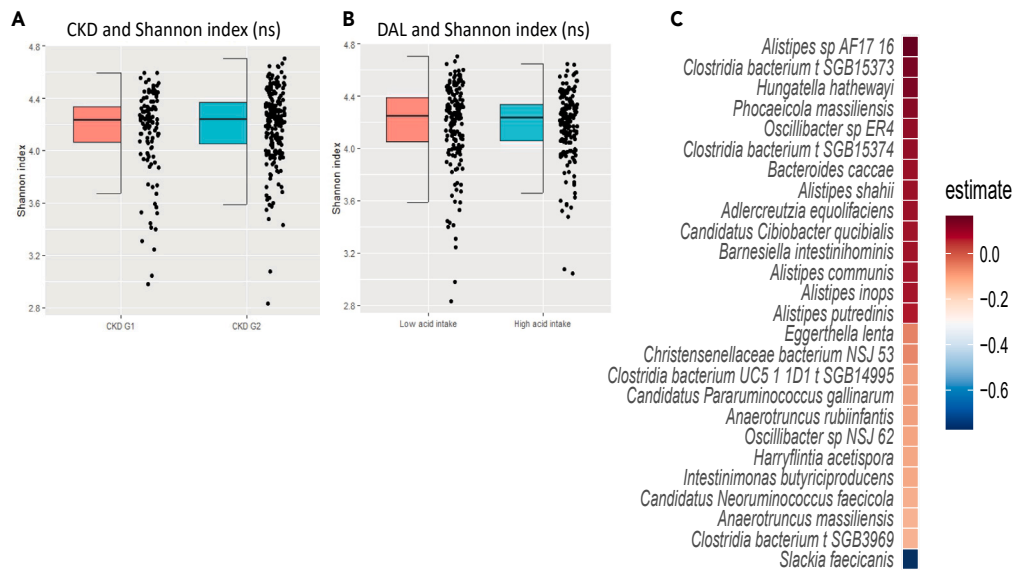 A
CKD and Shannon index (ns)
Shannon index
4.8
4.4
4.0
3.6
3.2
2.8
CKD G1
CKD G2
B
DAL and Shannon index (ns)
Shannon index
4.8
4.4
4.0
3.6
3.2
2.8
Low acid intake
High acid intake
C
Alistipes sp AF17 16
Clostridia bacterium t SGB15373
Hungatella hathewayi
Phocaeicola massiliensis
Oscillibacter sp ER4
Clostridia bacterium t SGB15374
Bacteroides caccae
Alistipes shahii
Adlercreutzia equolifaciens
Candidatus Cibiobacter qucibialis
Barnesiella intestinihominis
Alistipes communis
Alistipes inops
Alistipes putredinis
Eggerthella lenta
Christensenellaceae bacterium NSJ 53
Clostridia bacterium UC5 1 1D1 t SGB14995
Candidatus Pararuminococcus gallinarum
Anaerotruncus rubiinfantis
Oscillibacter sp NSJ 62
Harryflintia acetispora
Intestinimonas butyriciproducens
Candidatus Neoruminococcus faecicola
Anaerotruncus massiliensis
Clostridia bacterium t SGB3969
Slackia faecicanis
estimate
0.0
−0.2
−0.4
−0.6